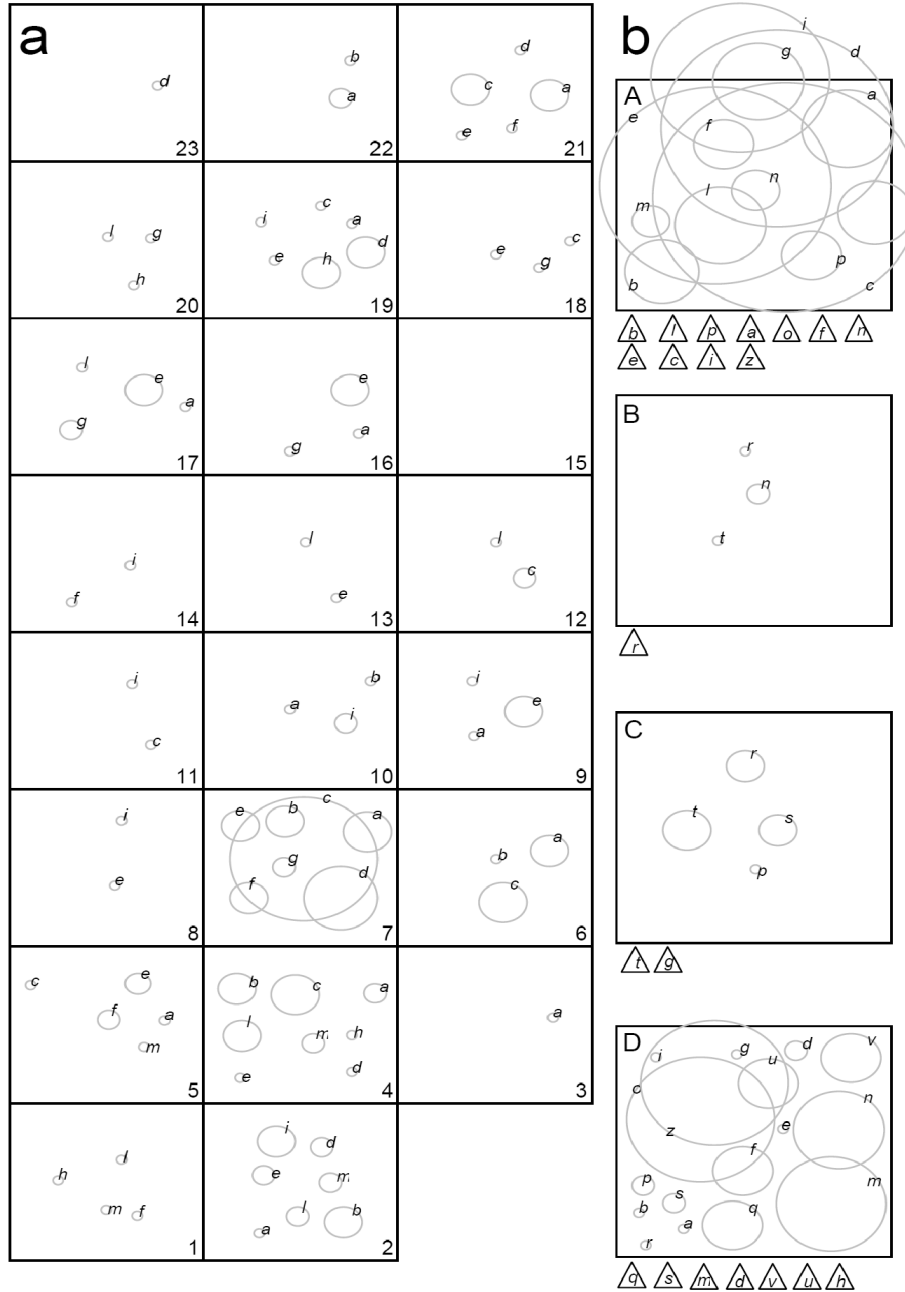 a
b
d
23
b
a
22
d
c
a
e
f
21
l
g
h
20
i
c
a
d
e
h
19
e
c
g
18
l
e
a
g
17
e
a
g
16
15
i
f
14
l
e
13
l
c
12
i
c
11
b
a
i
10
i
e
a
9
i
e
8
e
b
c
a
g
d
f
7
b
a
c
6
c
e
f
a
m
5
b
c
a
l
m
h
e
d
4
a
3
h
l
m
f
1
i
d
e
m
l
b
a
2
i
g
d
A
a
e
f
n
l
m
p
b
c
b l p a o f n
e c i z
B
r
n
t
r
C
r
t
s
p
t g
D
i
g
d
v
u
c
e
n
z
f
m
p
s
b
a
q
r
q s m d v u h